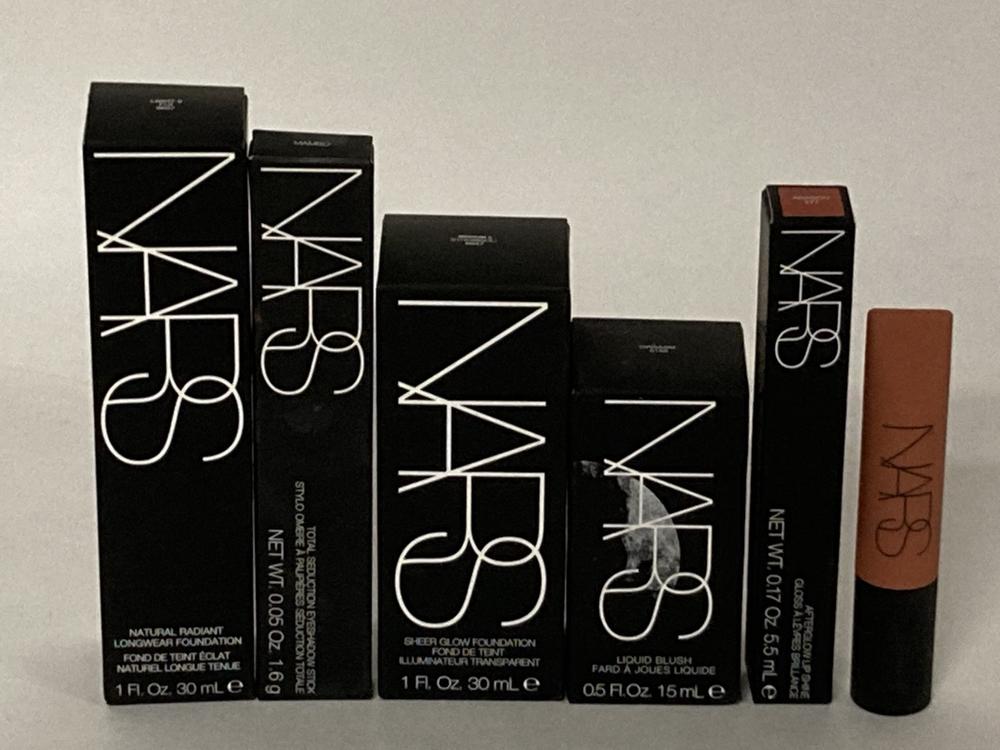 NARS
NATURAL RADIANT
LONGWEAR FOUNDATION
FOND DE TEINT ÉCLAT
NATUREL LONGUE TENUE
1 Fl. Oz. 30 mL ℮
MAMBO
NARS
TOTAL SEDUCTION EYESHADOW STICK
STYLO OMBRE À PAUPIÈRES SÉDUCTION TOTALE
NET WT. 0.05 Oz. 1.6 g
NARS
SHEER GLOW FOUNDATION
FOND DE TEINT
ILLUMINATEUR TRANSPARENT
1 Fl. Oz. 30 mL ℮
NARS
LIQUID BLUSH
FARD À JOUES LIQUIDE
0.5 Fl.Oz. 15 mL ℮
NARS
AFTERGLOW LIP SHINE
GLOSS À LÈVRES BRILLANCE
NET WT. 0.17 Oz. 5.5 mL ℮
NARS